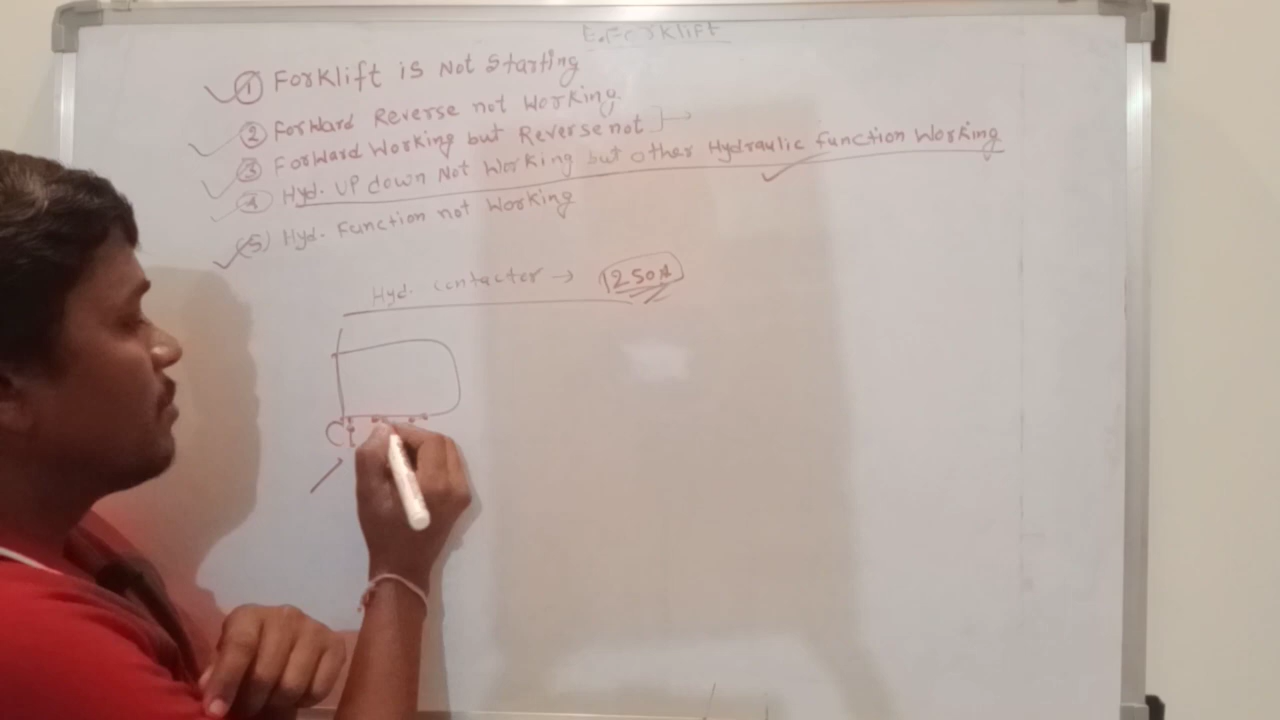 E.Forklift
① Forklift is Not Starting
② Forward Reverse not Working.
③ Forward Working but Reverse not
④ Hyd. UP down Not Working but other Hydraulic function Working
(5) Hyd. Function not Working
Hyd. contactor → 250A